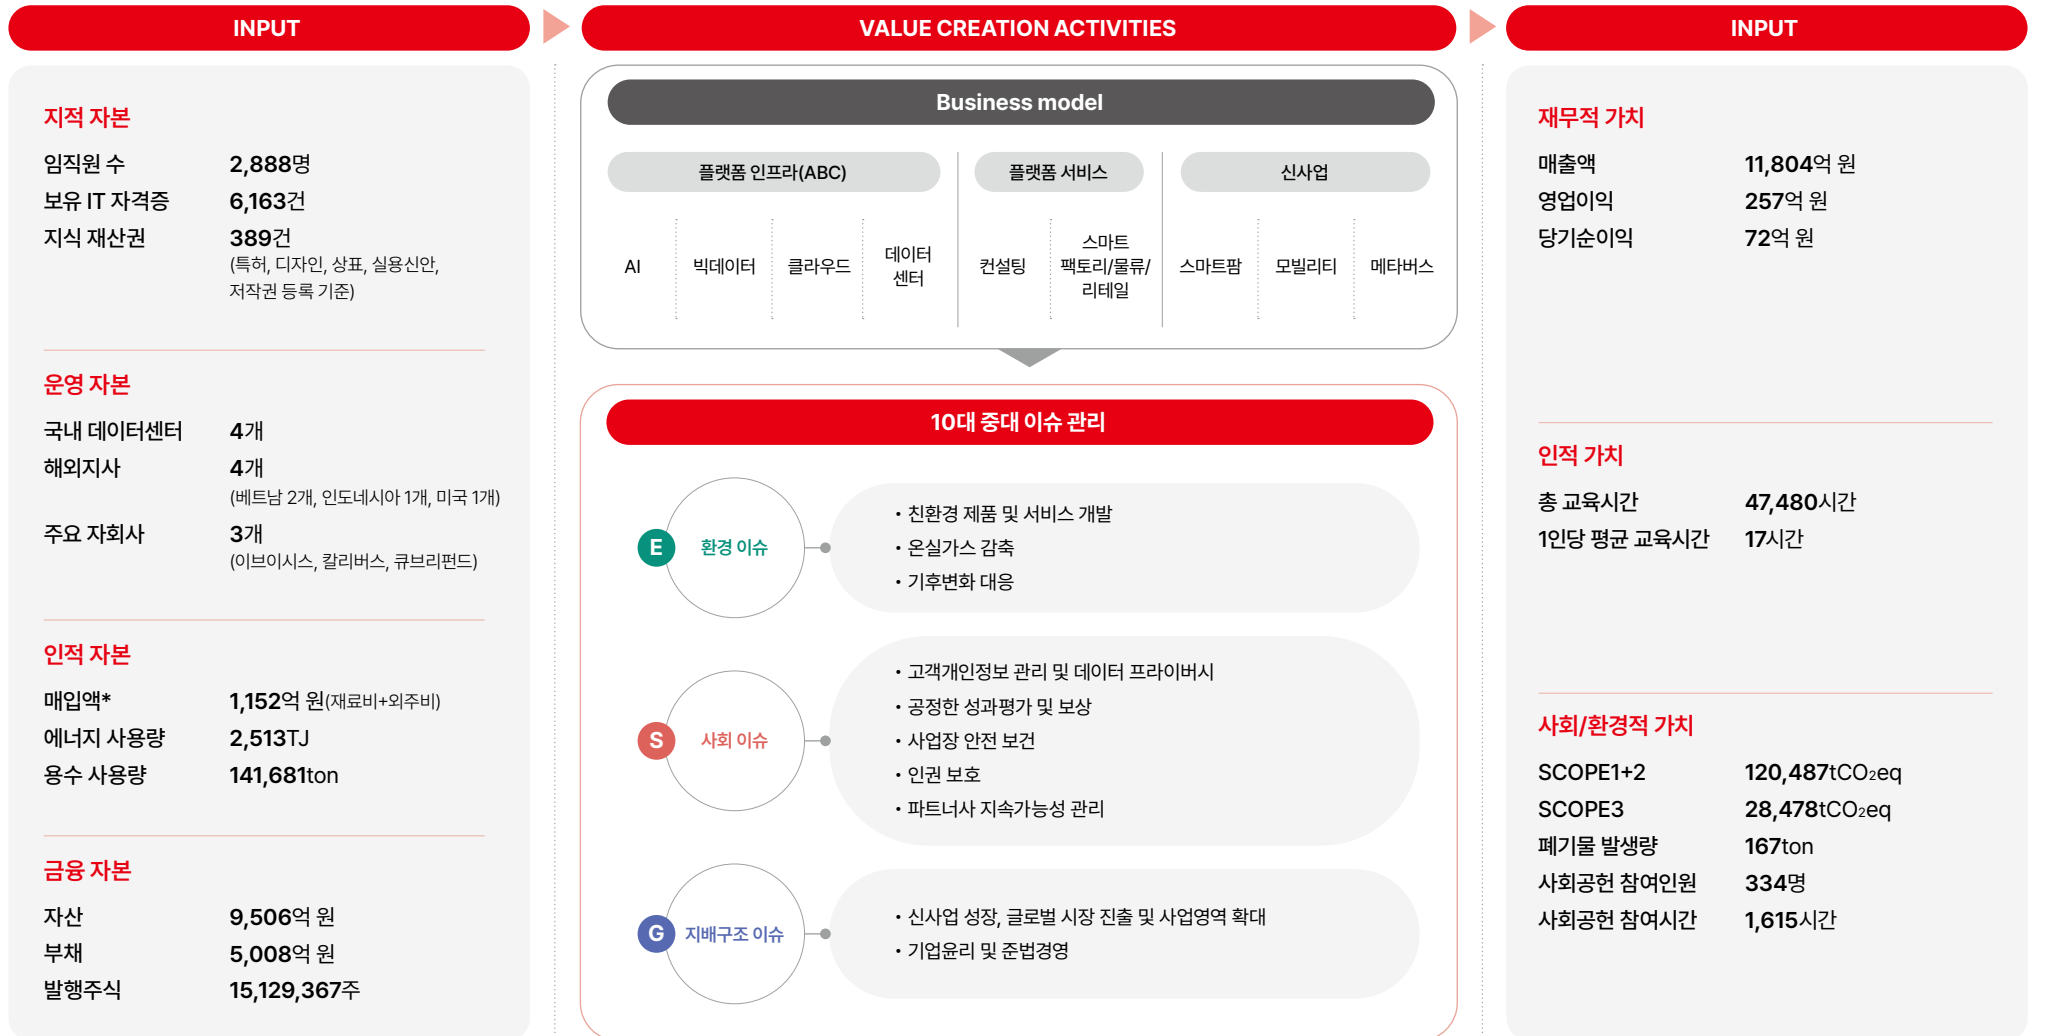 INPUT
지적 자본
임직원 수 2,888명
보유 IT 자격증 6,163건
지식 재산권 389건
(특허, 디자인, 상표, 실용신안,
저작권 등록 기준)
운영 자본
국내 데이터센터 4개
해외지사 4개
(베트남 2개, 인도네시아 1개, 미국 1개)
주요 자회사 3개
(이브이시스, 칼리버스, 큐브리펀드)
인적 자본
매입액* 1,152억 원(재료비+외주비)
에너지 사용량 2,513TJ
용수 사용량 141,681ton
금융 자본
자산 9,506억 원
부채 5,008억 원
발행주식 15,129,367주
VALUE CREATION ACTIVITIES
Business model
플랫폼 인프라(ABC)
AI
빅데이터
클라우드
데이터
센터
플랫폼 서비스
컨설팅
스마트
팩토리/물류/
리테일
신사업
스마트팜
모빌리티
메타버스
10대 중대 이슈 관리
E 환경 이슈
• 친환경 제품 및 서비스 개발
• 온실가스 감축
• 기후변화 대응
S 사회 이슈
• 고객개인정보 관리 및 데이터 프라이버시
• 공정한 성과평가 및 보상
• 사업장 안전 보건
• 인권 보호
• 파트너사 지속가능성 관리
G 지배구조 이슈
• 신사업 성장, 글로벌 시장 진출 및 사업영역 확대
• 기업윤리 및 준법경영
INPUT
재무적 가치
매출액 11,804억 원
영업이익 257억 원
당기순이익 72억 원
인적 가치
총 교육시간 47,480시간
1인당 평균 교육시간 17시간
사회/환경적 가치
SCOPE1+2 120,487tCO₂eq
SCOPE3 28,478tCO₂eq
폐기물 발생량 167ton
사회공헌 참여인원 334명
사회공헌 참여시간 1,615시간